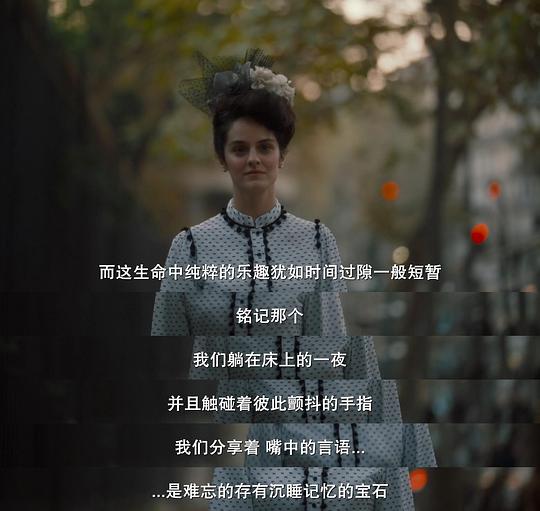 而这生命中纯粹的乐趣犹如时间过隙一般短暂
铭记那个
我们躺在床上的一夜
并且触碰着彼此颤抖的手指
我们分享着 嘴中的言语...
...是难忘的存有沉睡记忆的宝石